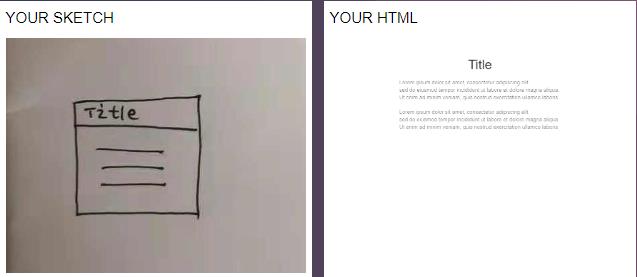 YOUR SKETCH
Title
YOUR HTML
Title
Lorem ipsum dolor sit amet, consectetur adipiscing elit
sed do eiusmod tempor incididunt ut labore et dolore magna aliqua.
Ut enim ad minim veniam, quis nostrud exercitation ullamco laboris
Lorem ipsum dolor sit amet, consectetur adipiscing elit
sed do eiusmod tempor incididunt ut labore et dolore magna aliqua.
Ut enim ad minim veniam, quis nostrud exercitation ullamco laboris